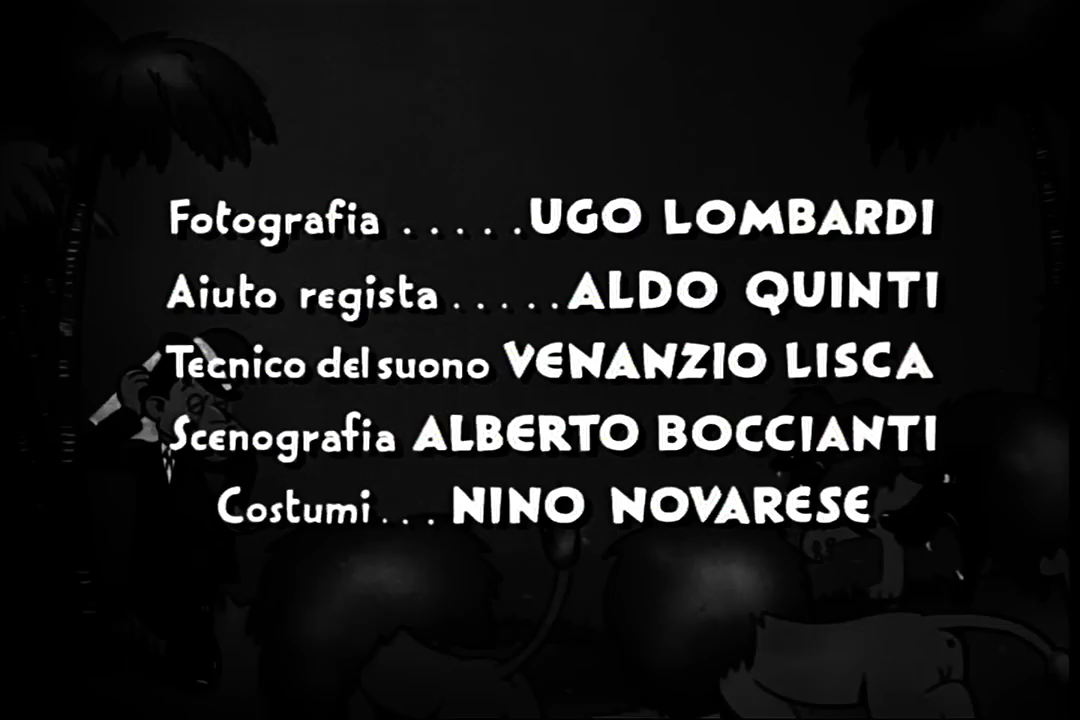 Fotografia .....UGO LOMBARDI
Aiuto regista .....ALDO QUINTI
Tecnico del suono VENANZIO LISCA
Scenografia ALBERTO BOCCIANTI
Costumi ... NINO NOVARESE